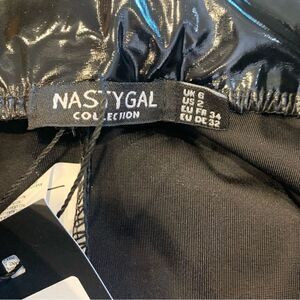 NASTYGAL
COLLECTION
UK 6
US 2
EU FR 34
EU DE 32